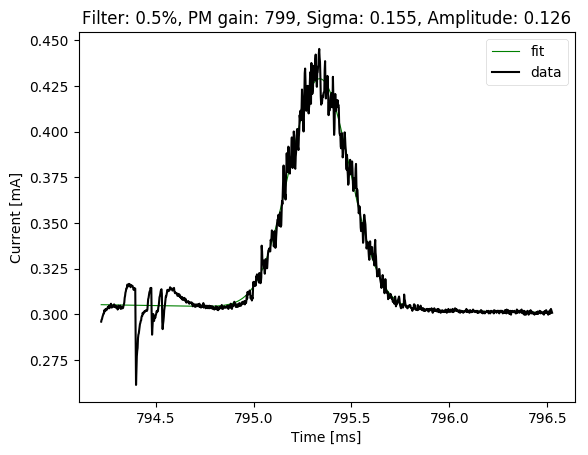 Filter: 0.5%, PM gain: 799, Sigma: 0.155, Amplitude: 0.126
fit
data
0.450
0.425
0.400
0.375
0.350
0.325
0.300
0.275
Current [mA]
794.5 795.0 795.5 796.0 796.5
Time [ms]